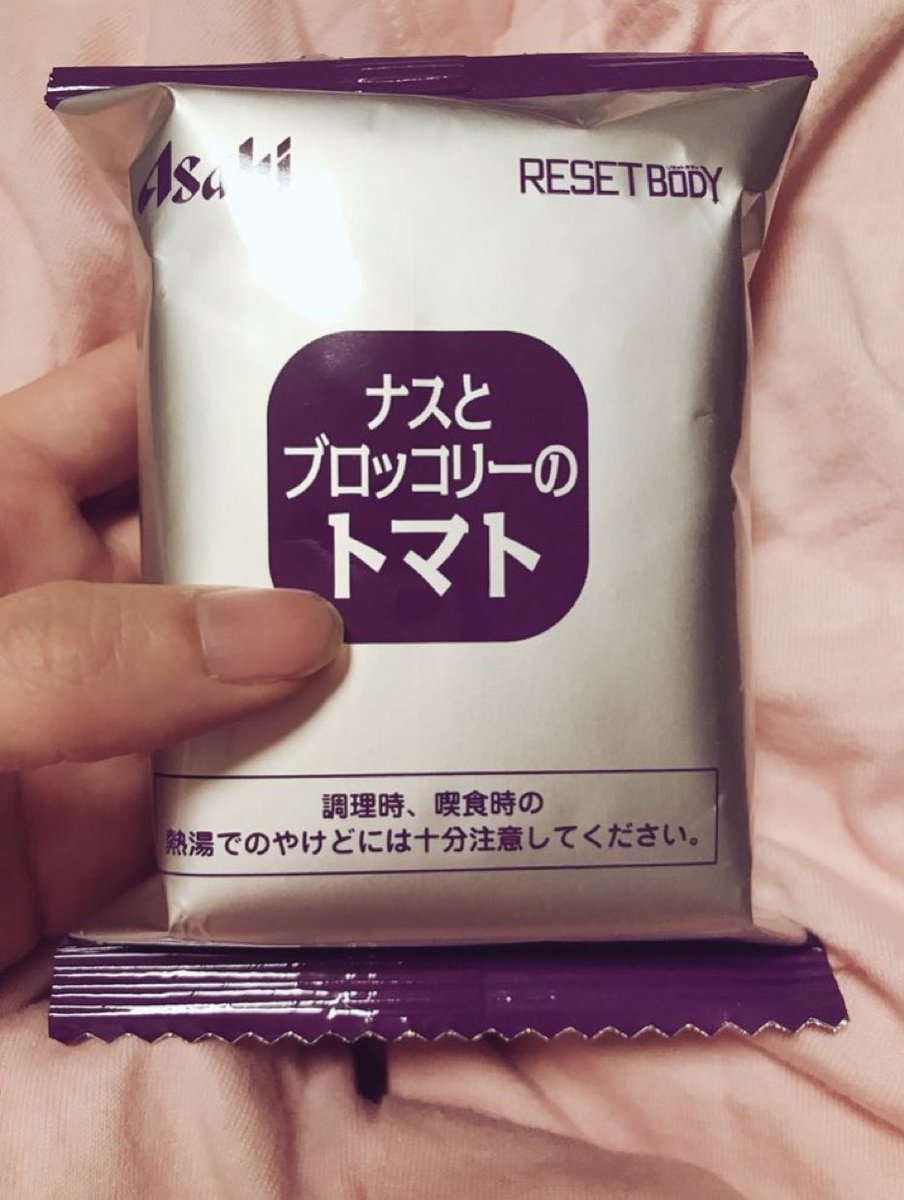 Asahi
RESET BODY
ナスと
ブロッコリーの
トマト
調理時、喫食時の
熱湯でのやけどには十分注意してください。